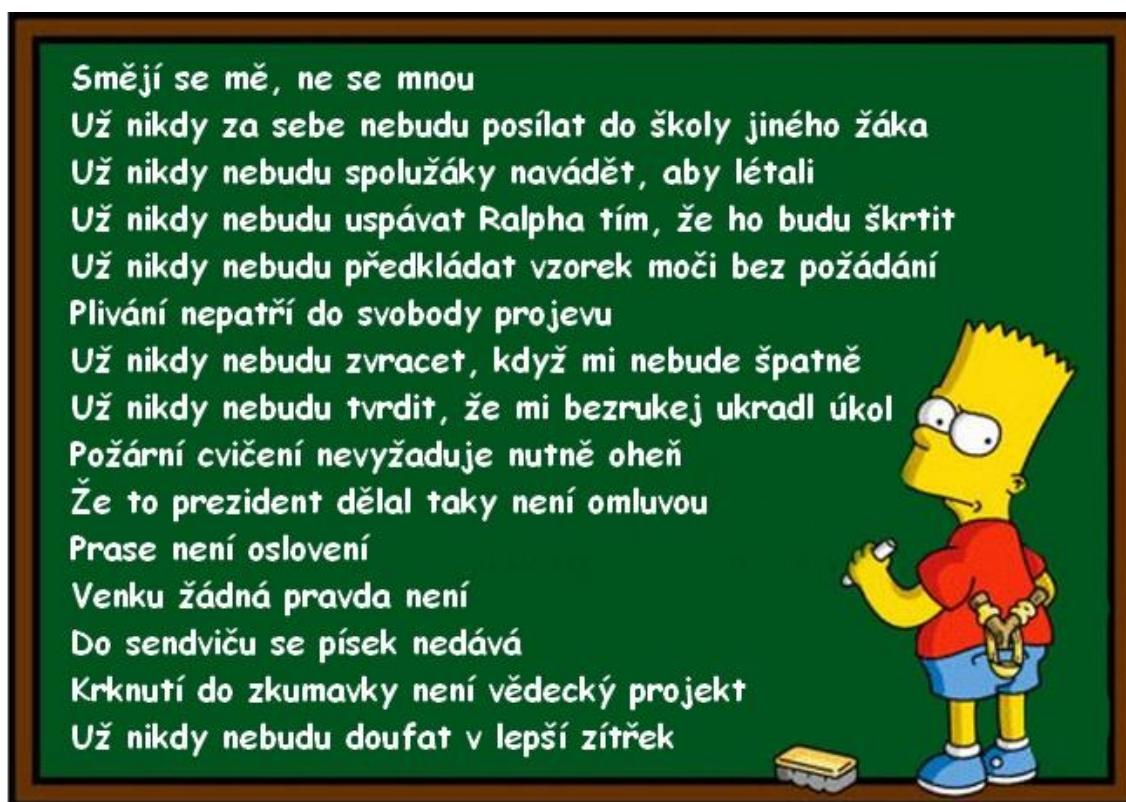 Smějí se mě, ne se mnou
Už nikdy za sebe nebudu posílat do školy jiného žáka
Už nikdy nebudu spolužáky navádět, aby létali
Už nikdy nebudu uspávat Ralpha tím, že ho budu škrtit
Už nikdy nebudu předkládat vzorek moči bez požádání
Plivání nepatří do svobody projevu
Už nikdy nebudu zvracet, když mi nebude špatně
Už nikdy nebudu tvrdit, že mi bezrukej ukradl úkol
Požární cvičení nevyžaduje nutně oheň
Že to prezident dělal taky není omluvou
Prase není oslovení
Venku žádná pravda není
Do sendviču se písek nedává
Krknutí do zkumavky není vědecký projekt
Už nikdy nebudu doufat v lepší zítřek